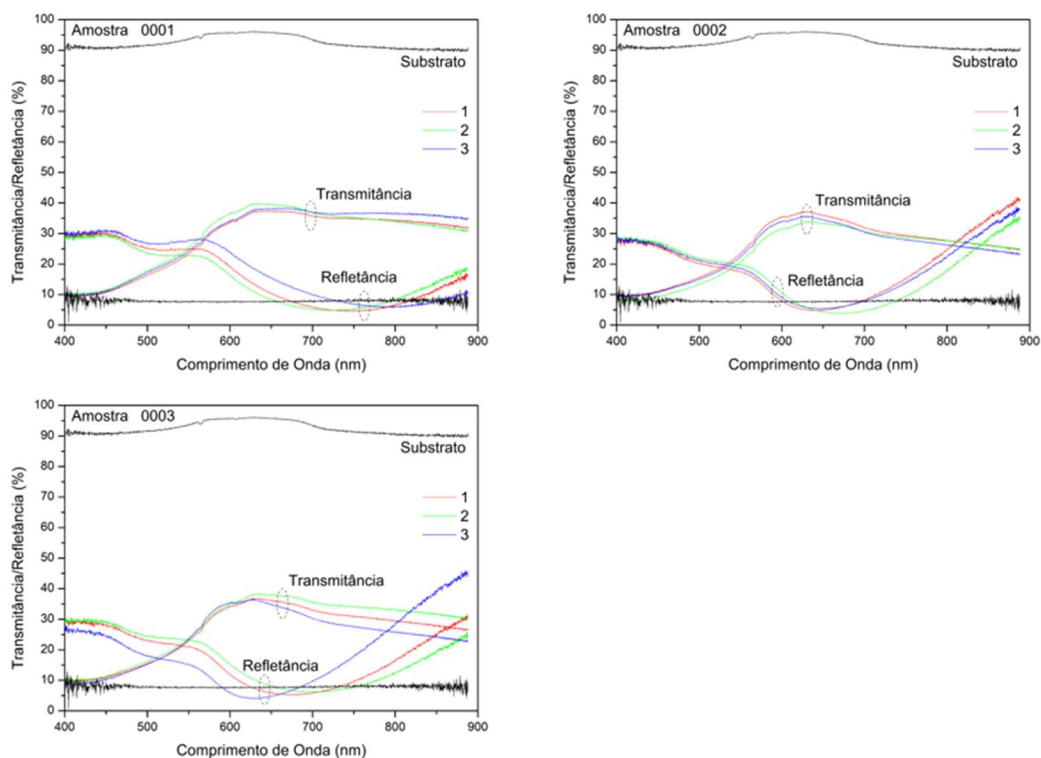 Amostra 0001
Substrato
1
2
3
Transmitância
Refletância
Transmitância/Refletância (%)
100
90
80
70
60
50
40
30
20
10
0
400 500 600 700 800 900
Comprimento de Onda (nm)
Amostra 0002
Substrato
1
2
3
Transmitância
Refletância
Transmitância/Refletância (%)
100
90
80
70
60
50
40
30
20
10
0
400 500 600 700 800 900
Comprimento de Onda (nm)
Amostra 0003
Substrato
1
2
3
Transmitância
Refletância
Transmitância/Refletância (%)
100
90
80
70
60
50
40
30
20
10
0
400 500 600 700 800 900
Comprimento de Onda (nm)